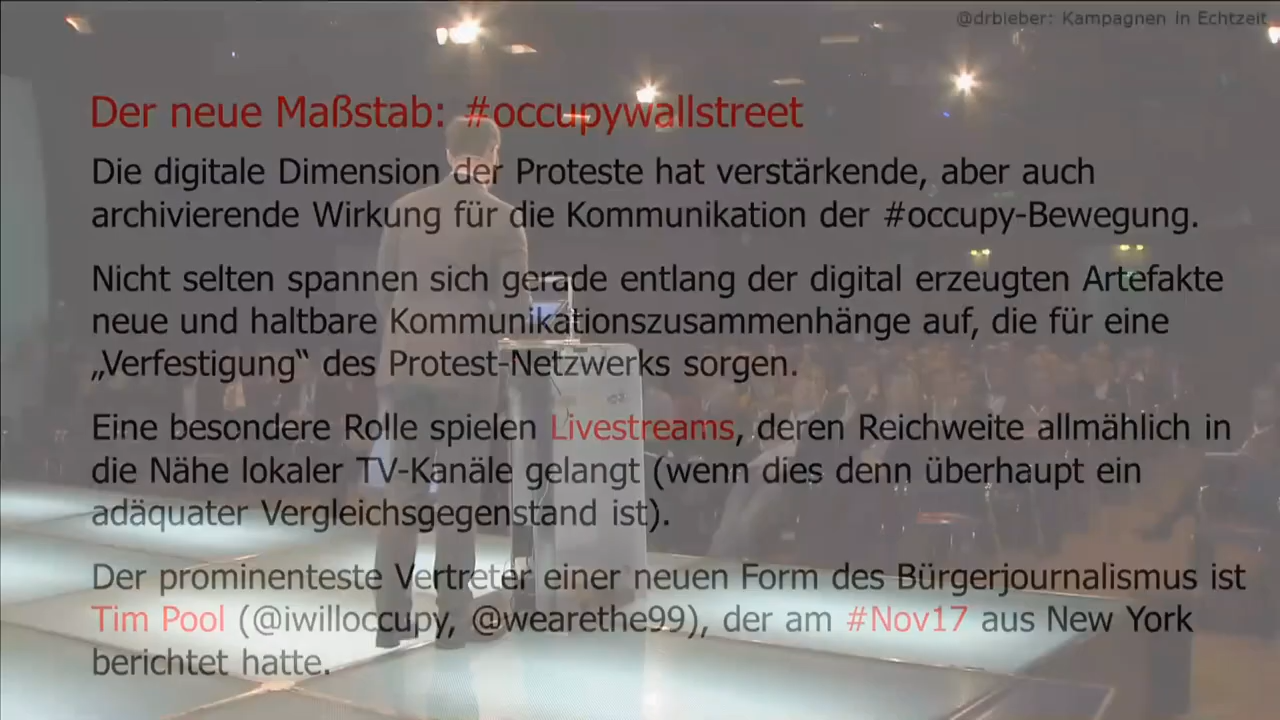 @drbieber: Kampagnen in Echtzeit
Der neue Maßstab: #occupywallstreet
Die digitale Dimension der Proteste hat verstärkende, aber auch
archivierende Wirkung für die Kommunikation der #occupy-Bewegung.
Nicht selten spannen sich gerade entlang der digital erzeugten Artefakte
neue und haltbare Kommunikationszusammenhänge auf, die für eine
„Verfestigung“ des Protest-Netzwerks sorgen.
Eine besondere Rolle spielen Livestreams, deren Reichweite allmählich in
die Nähe lokaler TV-Kanäle gelangt (wenn dies denn überhaupt ein
adäquater Vergleichsgegenstand ist).
Der prominenteste Vertreter einer neuen Form des Bürgerjournalismus ist
Tim Pool (@iwilloccupy, @wearethe99), der am #Nov17 aus New York
berichtet hatte.